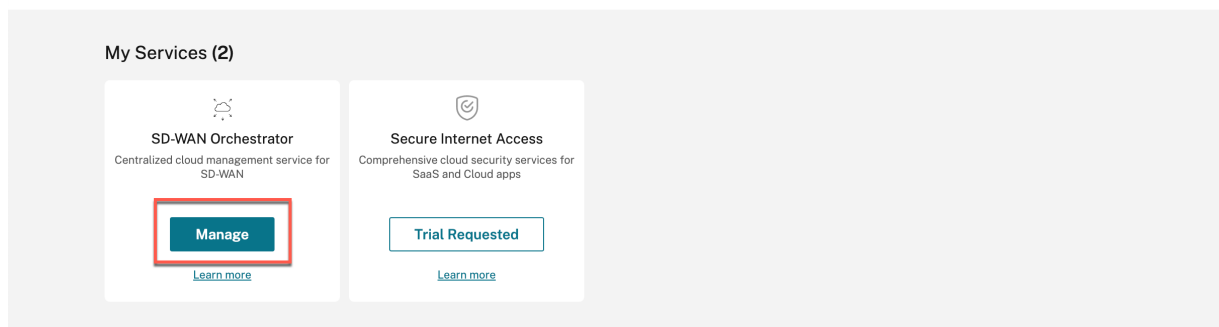 My Services (2)
SD-WAN Orchestrator
Centralized cloud management service for
SD-WAN
Manage
Learn more
Secure Internet Access
Comprehensive cloud security services for
SaaS and Cloud apps
Trial Requested
Learn more